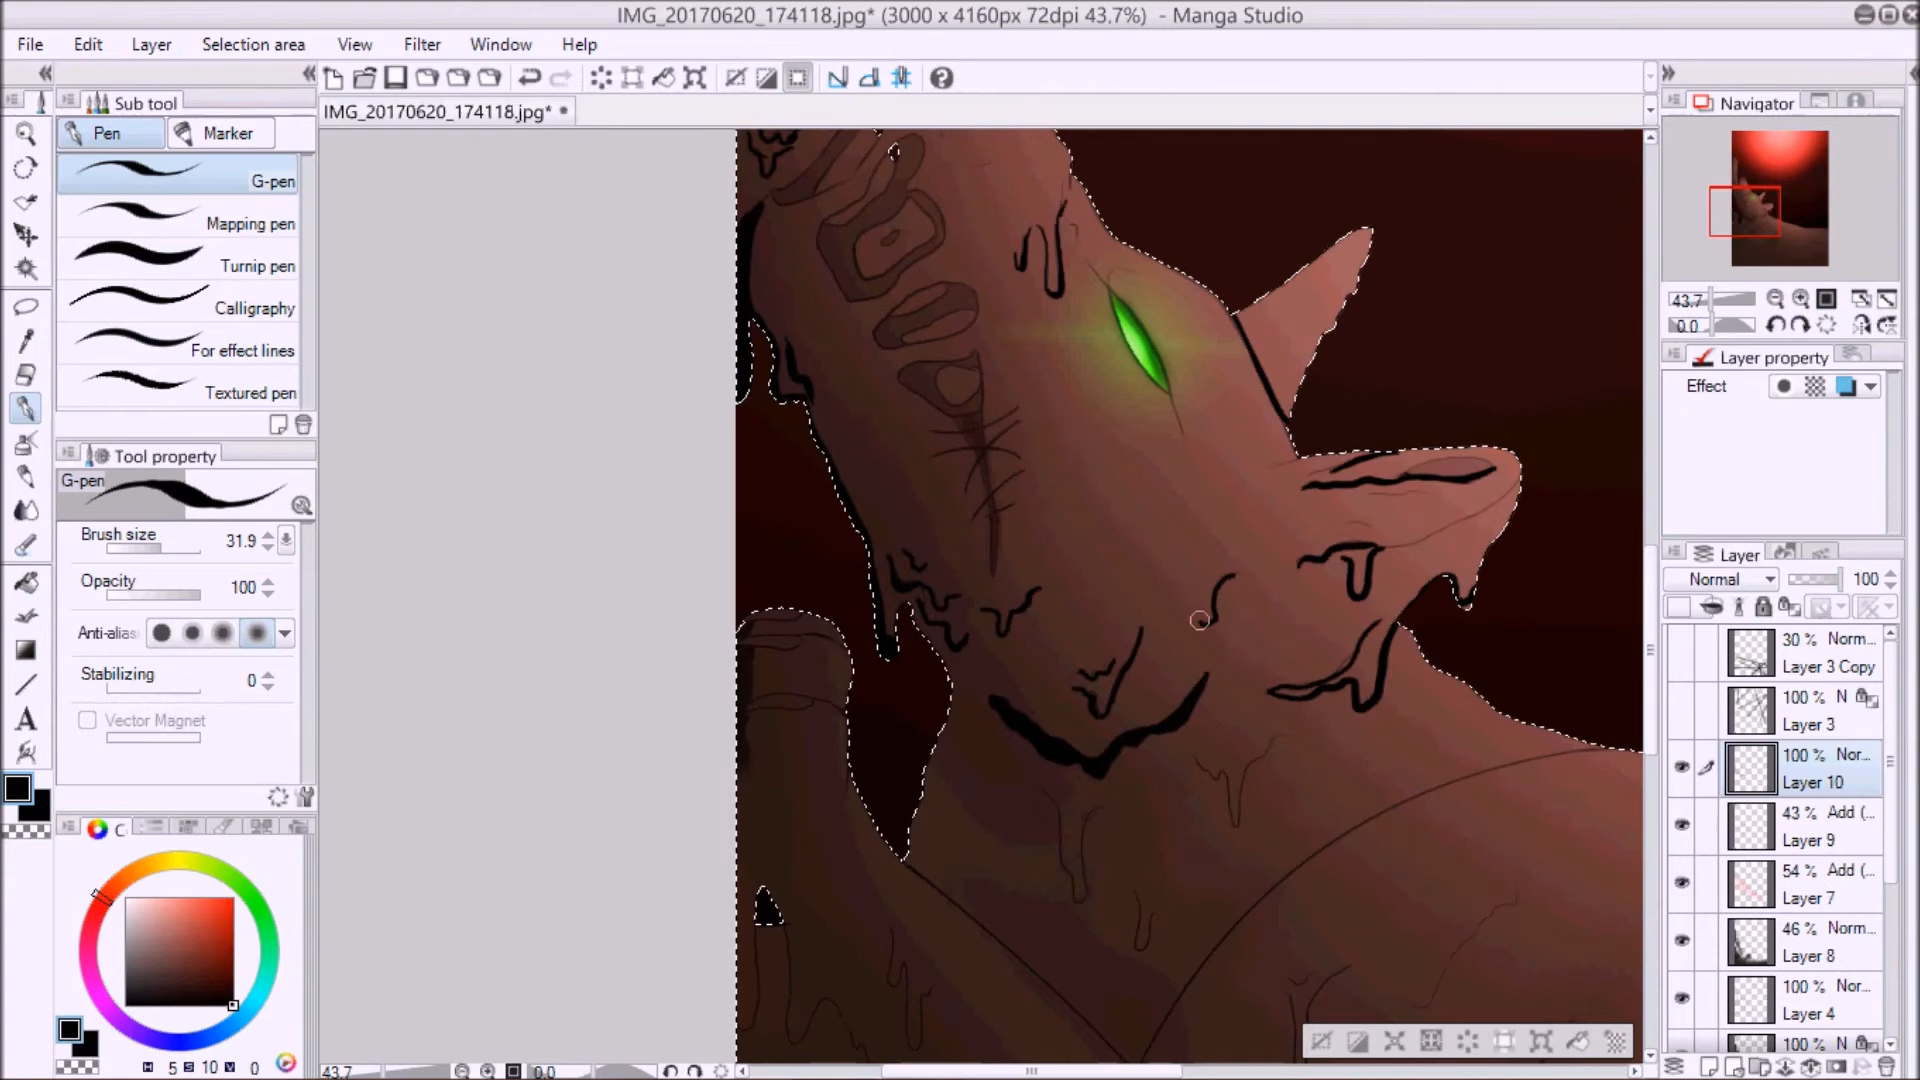 IMG_20170620_174118.jpg* (3000 x 4160px 72dpi 43.7%) - Manga Studio
File Edit Layer Selection area View Filter Window Help
Sub tool
IMG_20170620_174118.jpg*
Navigator
Pen Marker
G-pen
Mapping pen
Turnip pen
Calligraphy
For effect lines
Textured pen
43.7
0.0
Layer property
Effect
Tool property
G-pen
Brush size 31.9
Opacity 100
Anti-alias
Stabilizing 0
Vector Magnet
Layer
Normal 100
30 % Norm...
Layer 3 Copy
100 % N
Layer 3
100 % Nor...
Layer 10
43 % Add (...
Layer 9
54 % Add (...
Layer 7
46 % Norm...
Layer 8
100 % Nor...
Layer 4
100 % N
C
H 5 S 10 V 0
43.7 0.0